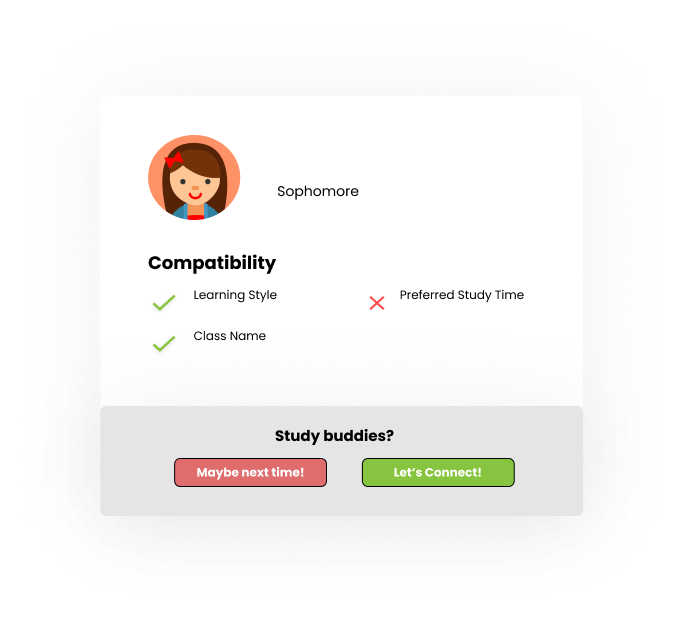 Sophomore
Compatibility
Learning Style
Preferred Study Time
Class Name
Study buddies?
Maybe next time!
Let’s Connect!